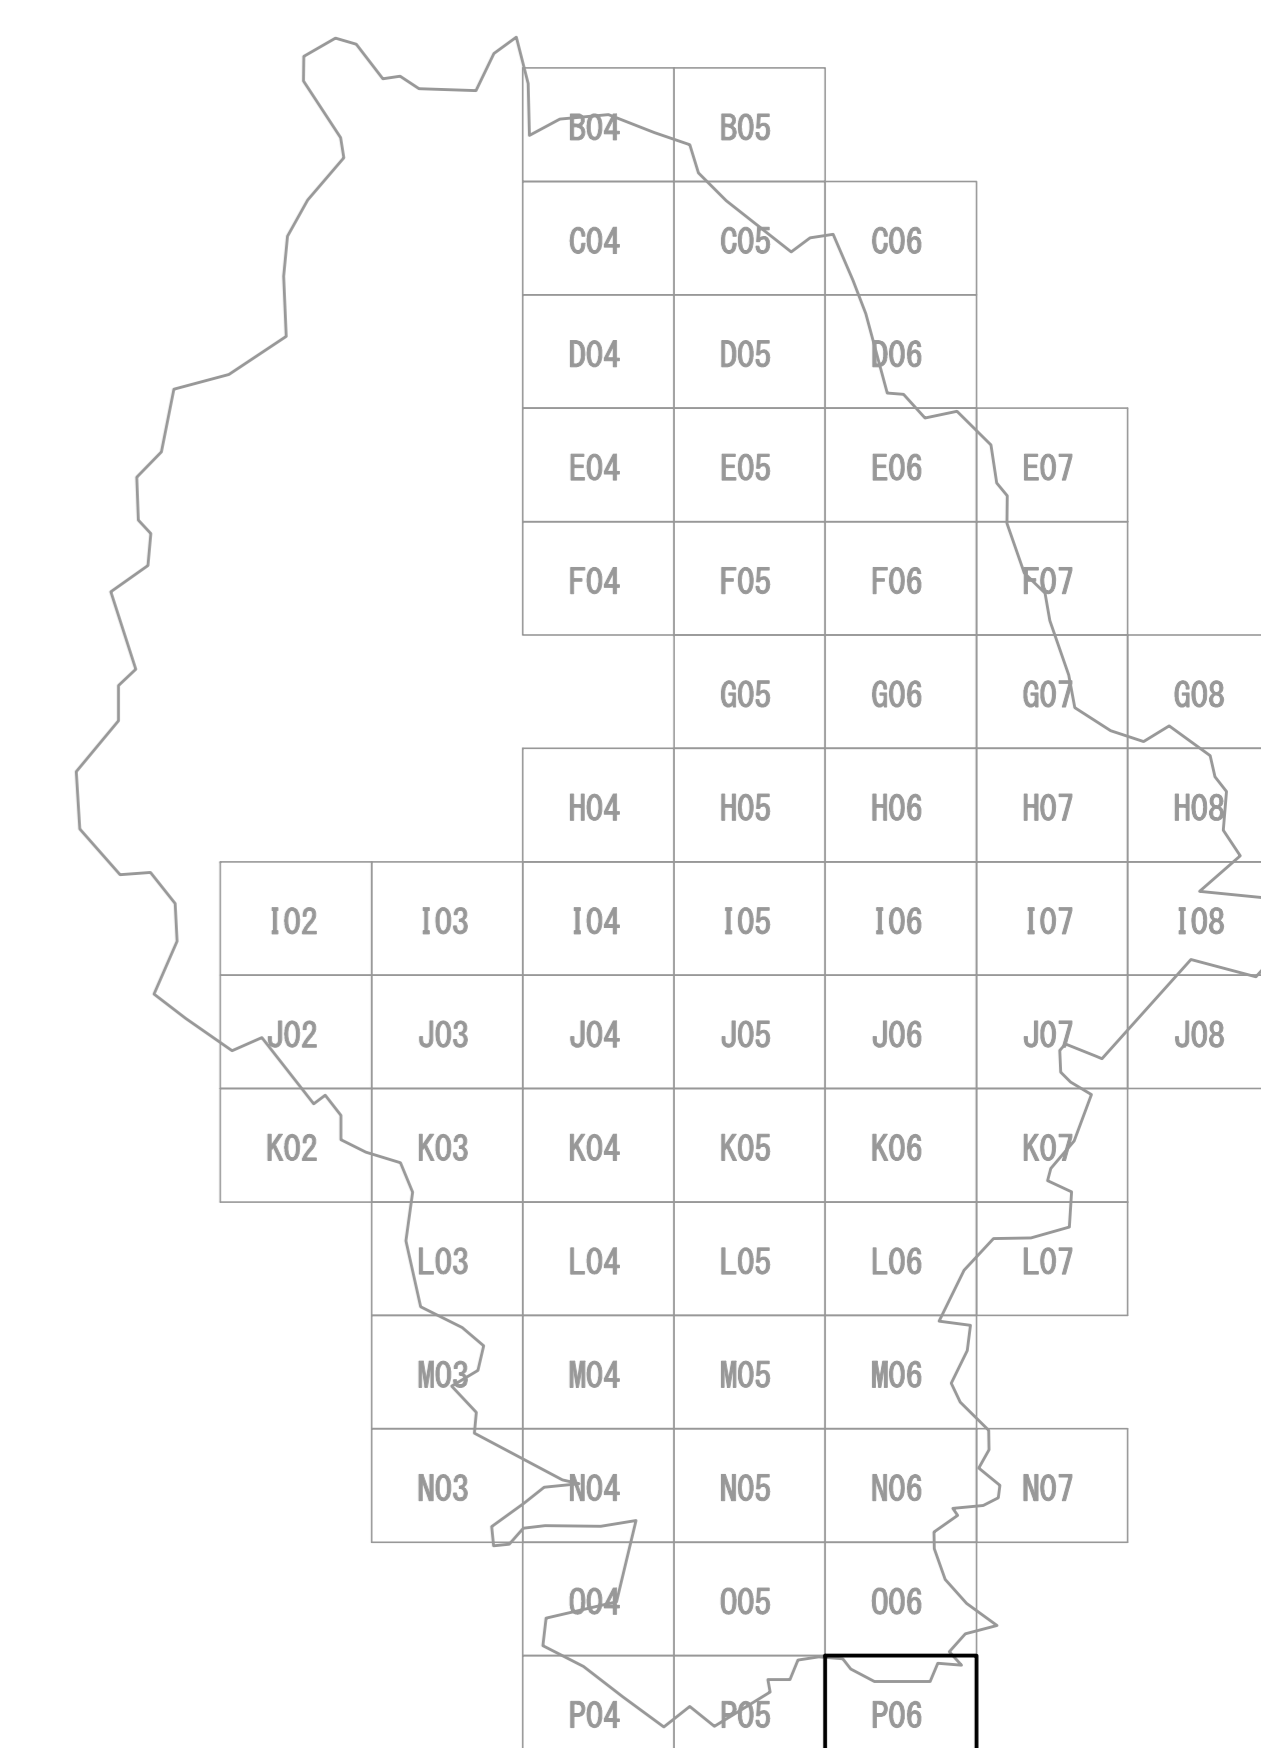 B04 B05
C04 C05 C06
D04 D05 D06
E04 E05 E06 E07
F04 F05 F06 F07
G05 G06 G07 G08
H04 H05 H06 H07 H08
I02 I03 I04 I05 I06 I07 I08
J02 J03 J04 J05 J06 J07 J08
K02 K03 K04 K05 K06 K07
L03 L04 L05 L06 L07
M03 M04 M05 M06
N03 N04 N05 N06 N07
O04 O05 O06
P04 P05 P06